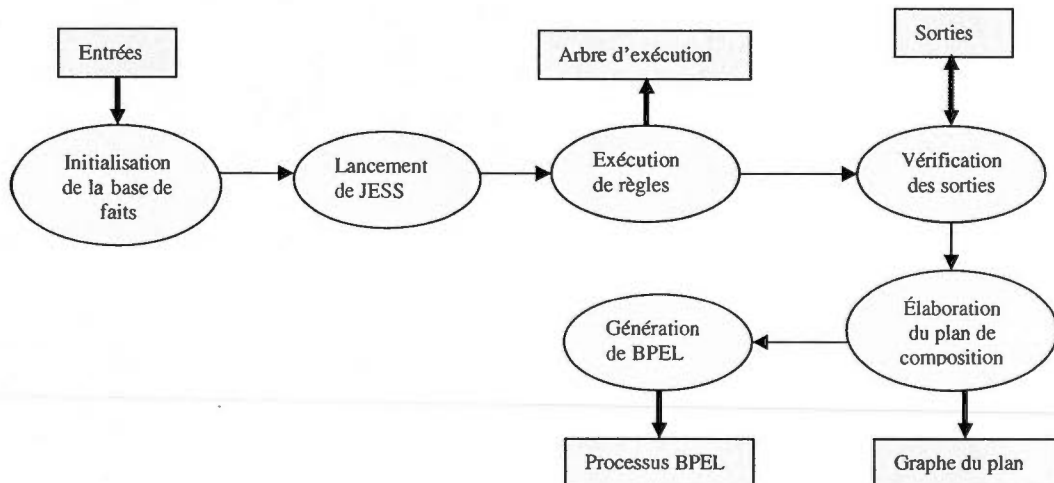 Entrées
Arbre d'exécution
Sorties
Initialisation
de la base de
faits
Lancement
de JESS
Exécution
de règles
Vérification
des sorties
Élaboration
du plan de
composition
Génération
de BPEL
Processus BPEL
Graphe du plan